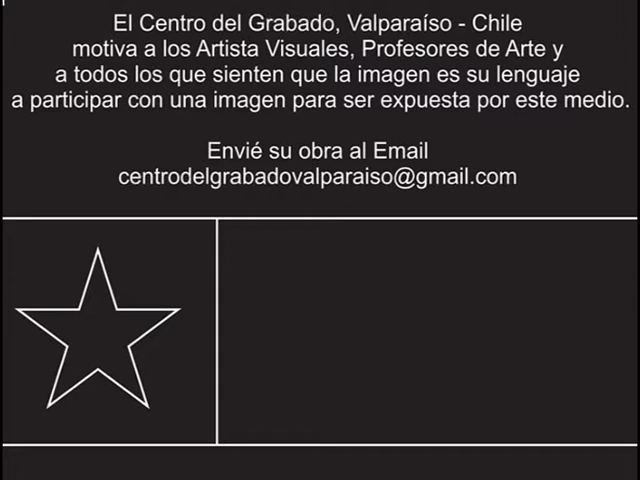 El Centro del Grabado, Valparaíso - Chile
motiva a los Artista Visuales, Profesores de Arte y
a todos los que sienten que la imagen es su lenguaje
a participar con una imagen para ser expuesta por este medio.
Envié su obra al Email
centrodelgrabadovalparaiso@gmail.com